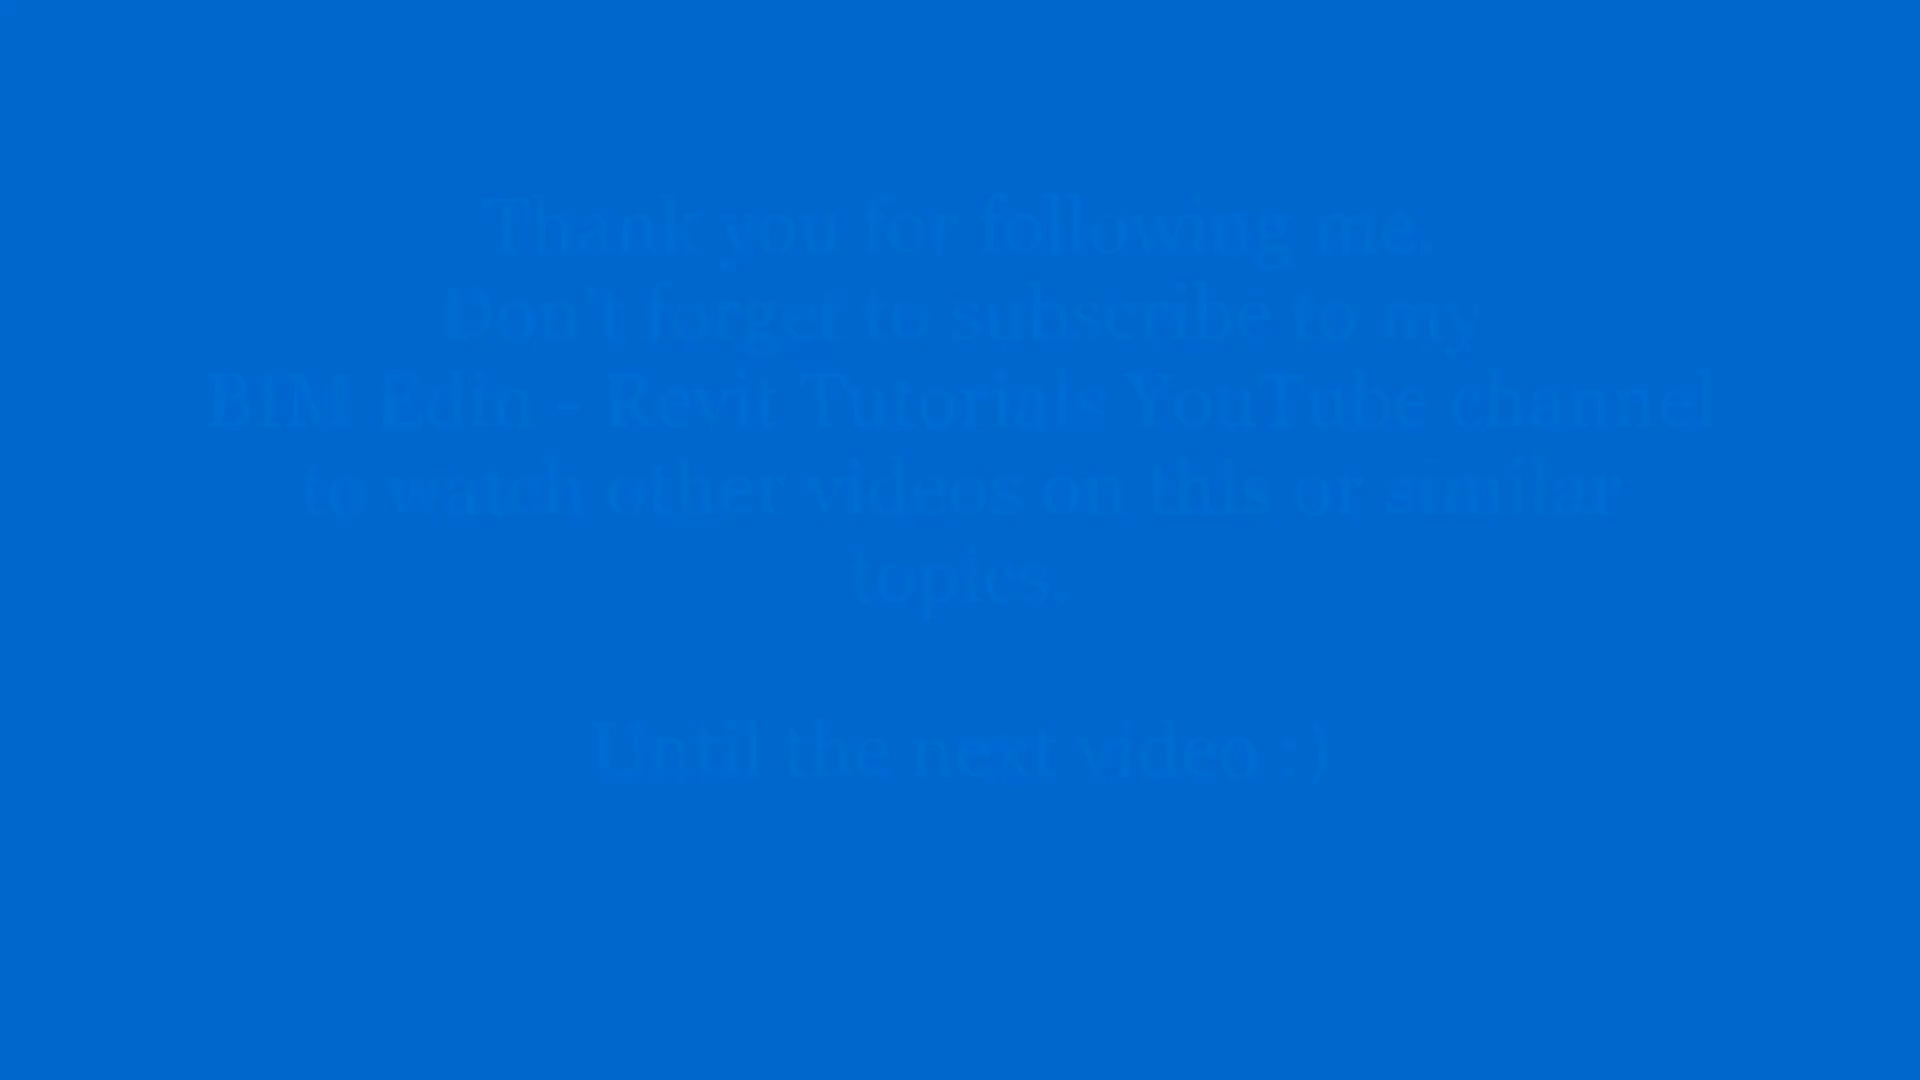 Thank you for following me.
Don't forget to subscribe to my
BIM Edin - Revit Tutorials YouTube channel
to watch other videos on this or similar
topics.
Until the next video :)